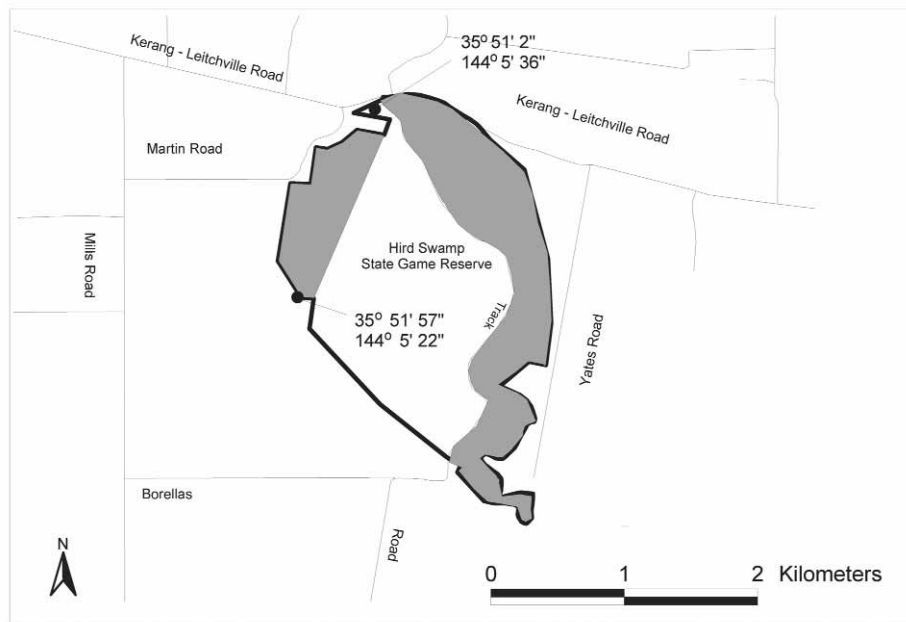 35º 51' 2"
144º 5' 36"
Kerang - Leitchville Road
Kerang - Leitchville Road
Martin Road
Mills Road
Hird Swamp
State Game Reserve
35º 51' 57"
144º 5' 22"
Track
Yates Road
Borellas
Road
N
0 1 2 Kilometers